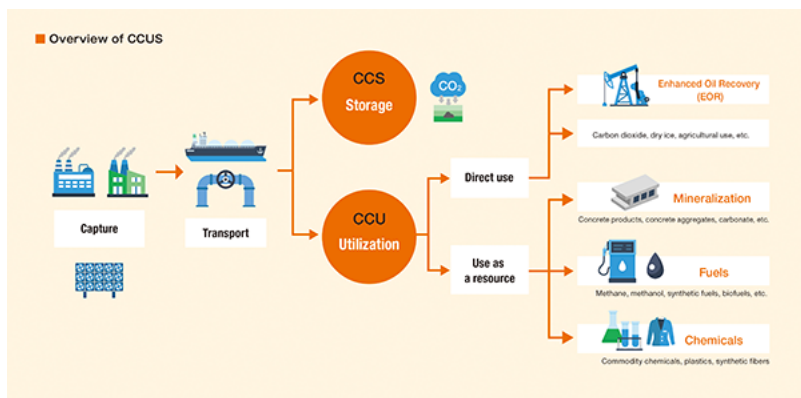 Overview of CCUS
CCS
Storage
CO₂
Enhanced Oil Recovery
(EOR)
Carbon dioxide, dry ice, agricultural use, etc.
Capture
Transport
CCU
Utilization
Direct use
Use as
a resource
Mineralization
Concrete products, concrete aggregates, carbonate, etc.
Fuels
Methane, methanol, synthetic fuels, biofuels, etc.
Chemicals
Commodity chemicals, plastics, synthetic fibers